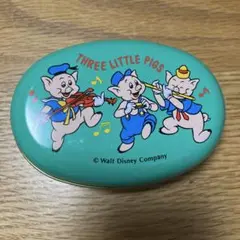 THREE LITTLE PIGS
© Walt Disney Company